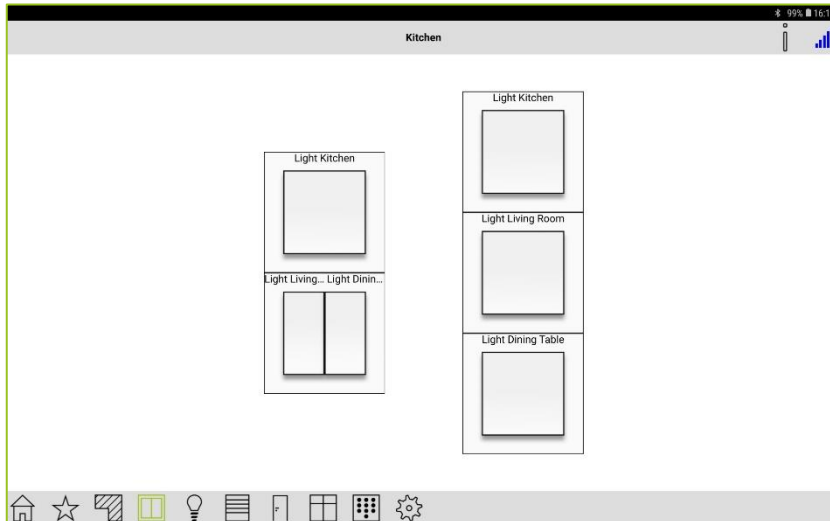 99% 16:1
Kitchen
Light Kitchen
Light Living... Light Dinin...
Light Kitchen
Light Living Room
Light Dining Table